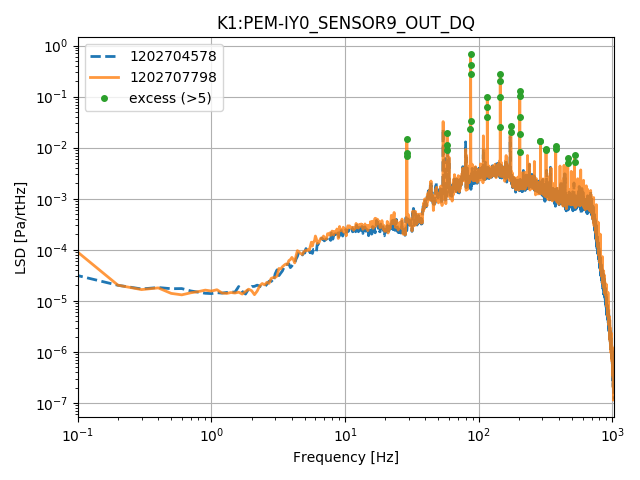 K1:PEM-IY0_SENSOR9_OUT_DQ
1202704578
1202707798
excess (>5)
LSD [Pa/rtHz]
10⁰
10⁻¹
10⁻²
10⁻³
10⁻⁴
10⁻⁵
10⁻⁶
10⁻⁷
10⁻¹ 10⁰ 10¹ 10² 10³
Frequency [Hz]